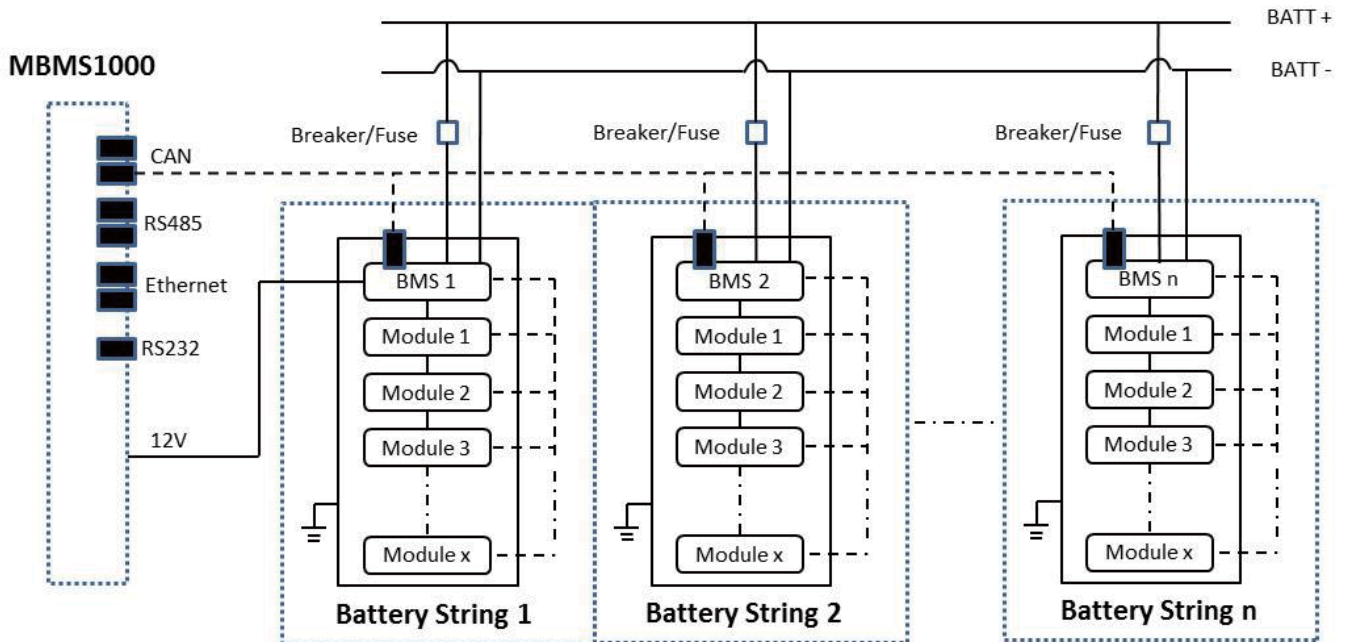 BATT +
MBMS1000
BATT -
Breaker/Fuse
Breaker/Fuse
Breaker/Fuse
CAN
RS485
Ethernet
RS232
12V
BMS 1
Module 1
Module 2
Module 3
Module x
Battery String 1
BMS 2
Module 1
Module 2
Module 3
Module x
Battery String 2
BMS n
Module 1
Module 2
Module 3
Module x
Battery String n